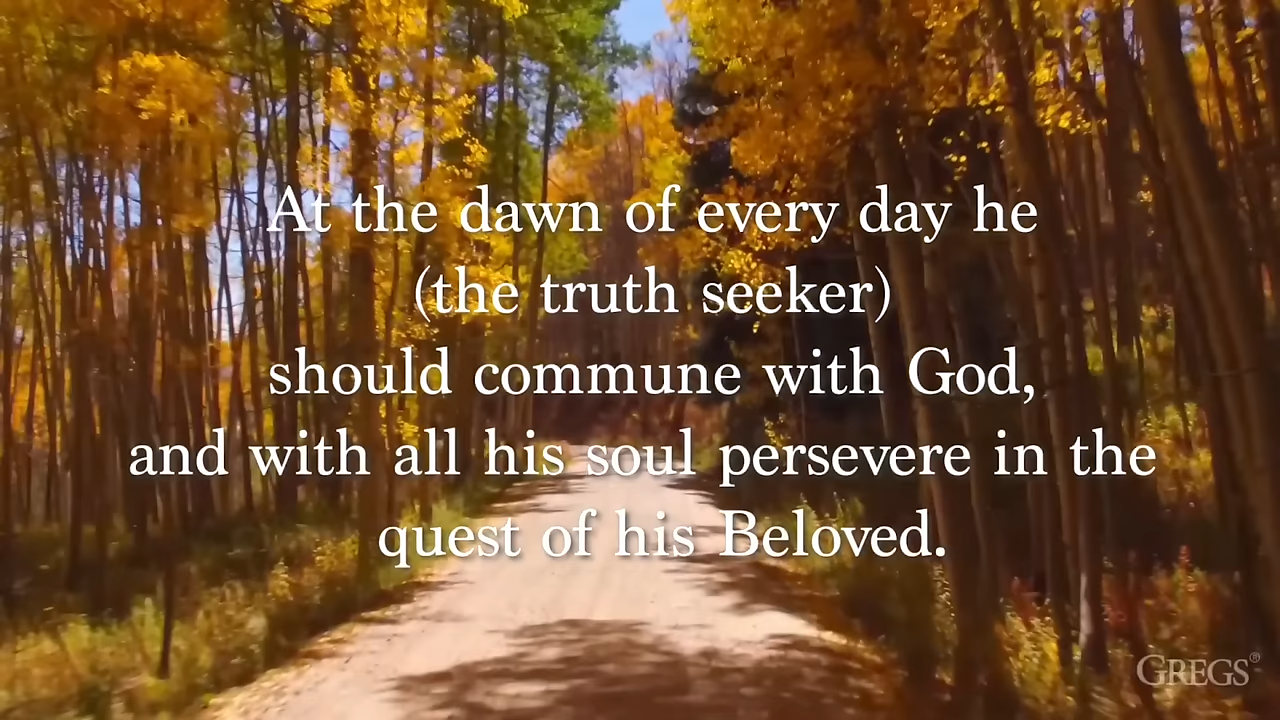 At the dawn of every day he
(the truth seeker)
should commune with God,
and with all his soul persevere in the
quest of his Beloved.
GREGS®